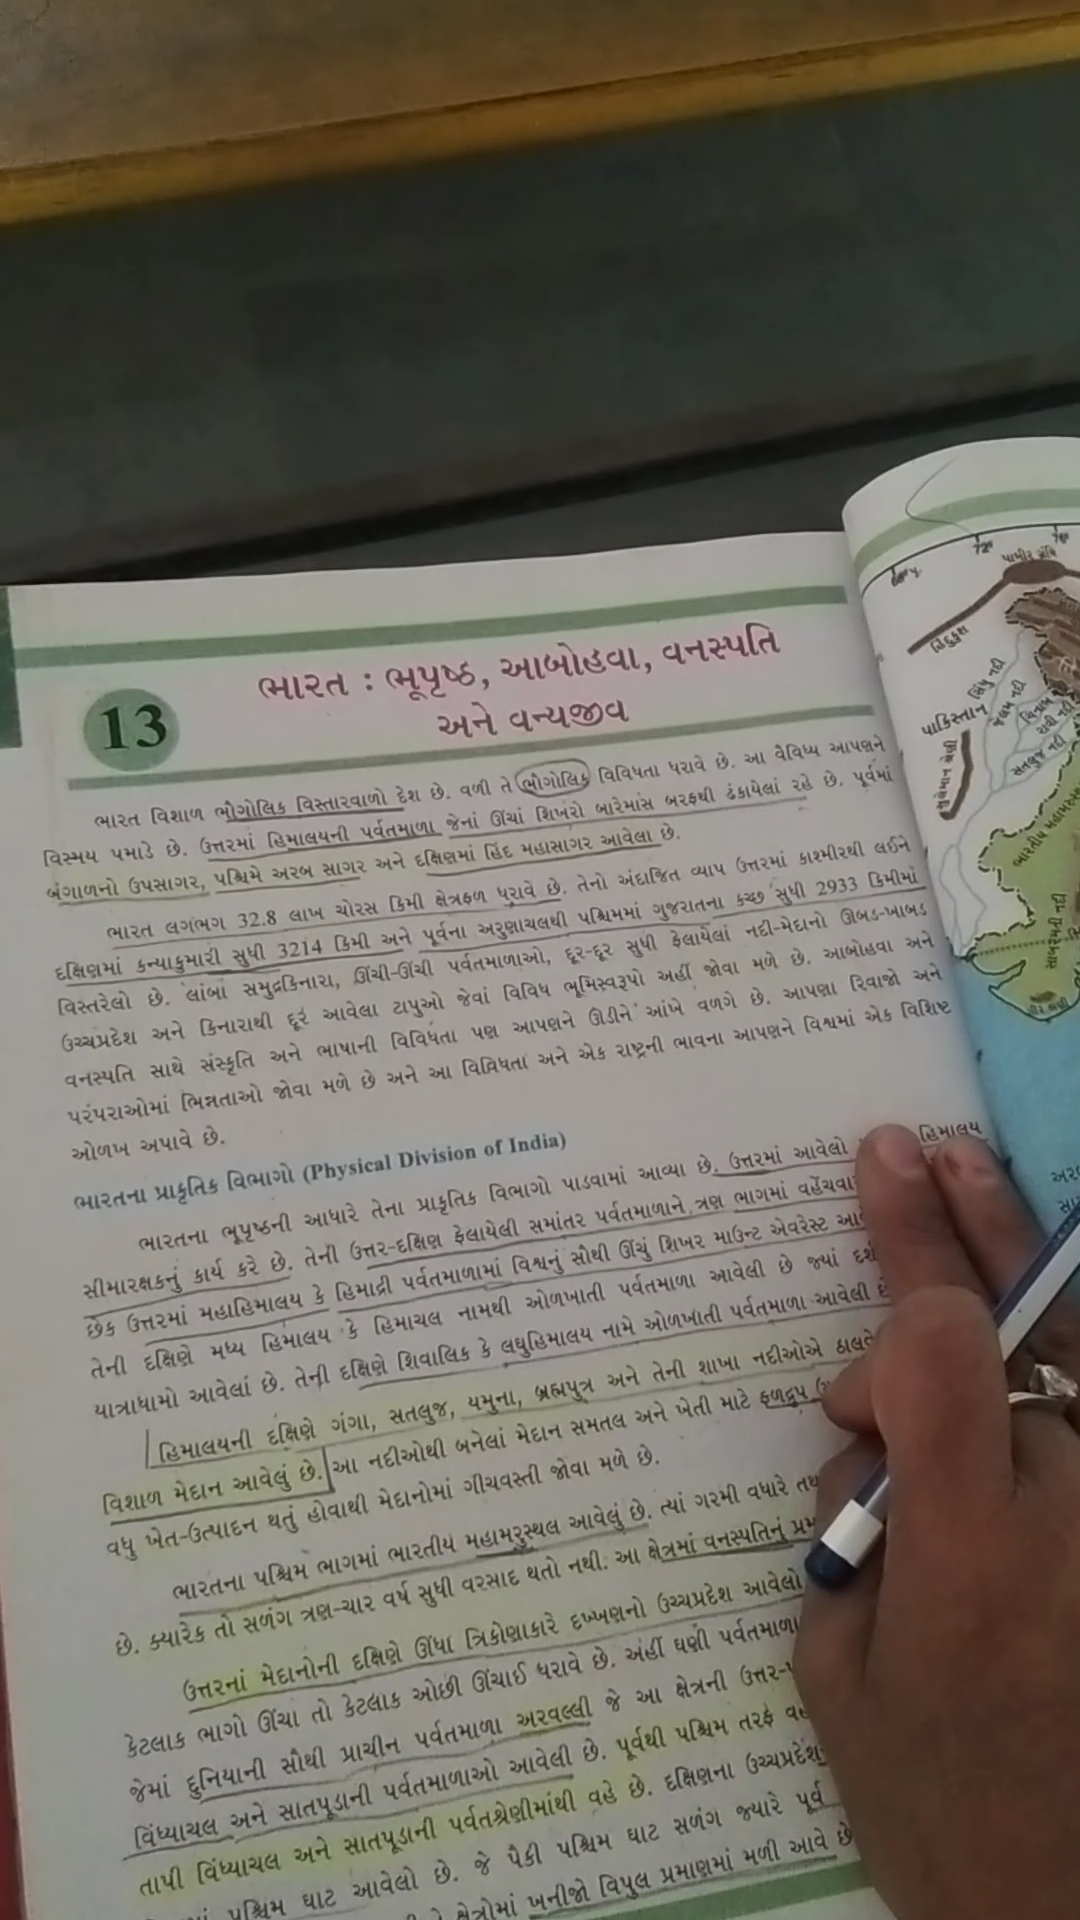 13
ભારત : ભૂપૃષ્ઠ, આબોહવા, વનસ્પતિ
અને વન્યજીવ
ભારત વિશાળ ભૌગોલિક વિસ્તારવાળો દેશ છે. વળી તે ભૌગોલિક વિવિધતા ધરાવે છે. આ વૈવિધ્ય આપણને
વિસ્મય પમાડે છે. ઉત્તરમાં હિમાલયની પર્વતમાળા જેનાં ઊંચાં શિખરો બારેમાસ બરફથી ઢંકાયેલાં રહે છે. પૂર્વમાં
બંગાળનો ઉપસાગર, પશ્ચિમે અરબ સાગર અને દક્ષિણમાં હિંદ મહાસાગર આવેલા છે.
ભારત લગભગ 32.8 લાખ ચોરસ કિમી ક્ષેત્રફળ ધરાવે છે. તેનો અંદાજિત વ્યાપ ઉત્તરમાં કાશ્મીરથી લઈને
દક્ષિણમાં કન્યાકુમારી સુધી 3214 કિમી અને પૂર્વના અરુણાચલથી પશ્ચિમમાં ગુજરાતના કચ્છ સુધી 2933 કિમીમાં
વિસ્તરેલો છે. લાંબાં સમુદ્રકિનારા, ઊંચી-ઊંચી પર્વતમાળાઓ, દૂર-દૂર સુધી ફેલાયેલાં નદી-મેદાનો ઊબડ-ખાબડ
ઉચ્ચપ્રદેશ અને કિનારાથી દૂર આવેલા ટાપુઓ જેવાં વિવિધ ભૂમિસ્વરૂપો અહીં જોવા મળે છે. આબોહવા અને
વનસ્પતિ સાથે સંસ્કૃતિ અને ભાષાની વિવિધતા પણ આપણને ઊડીને આંખે વળગે છે. આપણા રિવાજો અને
પરંપરાઓમાં ભિન્નતાઓ જોવા મળે છે અને આ વિવિધતા અને એક રાષ્ટ્રની ભાવના આપણને વિશ્વમાં એક વિશિષ્ટ
ઓળખ અપાવે છે.
ભારતના પ્રાકૃતિક વિભાગો (Physical Division of India)
ભારતના ભૂપૃષ્ઠની આધારે તેના પ્રાકૃતિક વિભાગો પાડવામાં આવ્યા છે. ઉત્તરમાં આવેલો હિમાલય
સીમારક્ષકનું કાર્ય કરે છે. તેની ઉત્તર-દક્ષિણ ફેલાયેલી સમાંતર પર્વતમાળાને ત્રણ ભાગમાં
છેક ઉત્તરમાં મહાહિમાલય કે હિમાદ્રી પર્વતમાળામાં વિશ્વનું સૌથી ઊંચું શિખર માઉન્ટ એવરેસ્ટ
તેની દક્ષિણે મધ્ય હિમાલય કે હિમાચલ નામથી ઓળખાતી પર્વતમાળા આવેલી છે જ્યાં
યાત્રાધામો આવેલાં છે. તેની દક્ષિણે શિવાલિક કે લઘુહિમાલય નામે ઓળખાતી પર્વતમાળા આવેલી
હિમાલયની દક્ષિણે ગંગા, સતલુજ, યમુના, બ્રહ્મપુત્ર અને તેની શાખા નદીઓએ
વિશાળ મેદાન આવેલું છે. આ નદીઓથી બનેલાં મેદાન સમતલ અને ખેતી માટે ફળદ્રુપ
વધુ ખેત-ઉત્પાદન થતું હોવાથી મેદાનોમાં ગીચવસ્તી જોવા મળે છે.
ભારતના પશ્ચિમ ભાગમાં ભારતીય મહામરુસ્થલ આવેલું છે. ત્યાં ગરમી વધારે
છે. ક્યારેક તો સળંગ ત્રણ-ચાર વર્ષ સુધી વરસાદ થતો નથી. આ ક્ષેત્રમાં વનસ્પતિનું
ઉત્તરનાં મેદાનોની દક્ષિણે ઊંધા ત્રિકોણાકારે દખ્ખણનો ઉચ્ચપ્રદેશ આવેલો
કેટલાક ભાગો ઊંચા તો કેટલાક ઓછી ઊંચાઈ ધરાવે છે. અહીં ઘણી પર્વતમાળા
જેમાં દુનિયાની સૌથી પ્રાચીન પર્વતમાળા અરવલ્લી જે આ ક્ષેત્રની ઉત્તર-
વિંધ્યાચલ અને સાતપૂડાની પર્વતમાળાઓ આવેલી છે. પૂર્વથી પશ્ચિમ તરફ
તાપી વિંધ્યાચલ અને સાતપૂડાની પર્વતશ્રેણીમાંથી વહે છે. દક્ષિણના ઉચ્ચપ્રદેશ
પશ્ચિમ ઘાટ આવેલો છે. જે પૈકી પશ્ચિમ ઘાટ સળંગ જ્યારે પૂર્વ
ક્ષેત્રોમાં ખનીજો વિપુલ પ્રમાણમાં મળી આવે છે
72°
પામીર ગ્રંથિ
હિંદુકુશ
સિંધુ નદી
જેલમ નદી
ચિનાબ
રાવી નદી
સતલુજ નદી
પાકિસ્તાન
સુલેમાન શ્રેણી
ભારતીય
સાબરમતી નદી